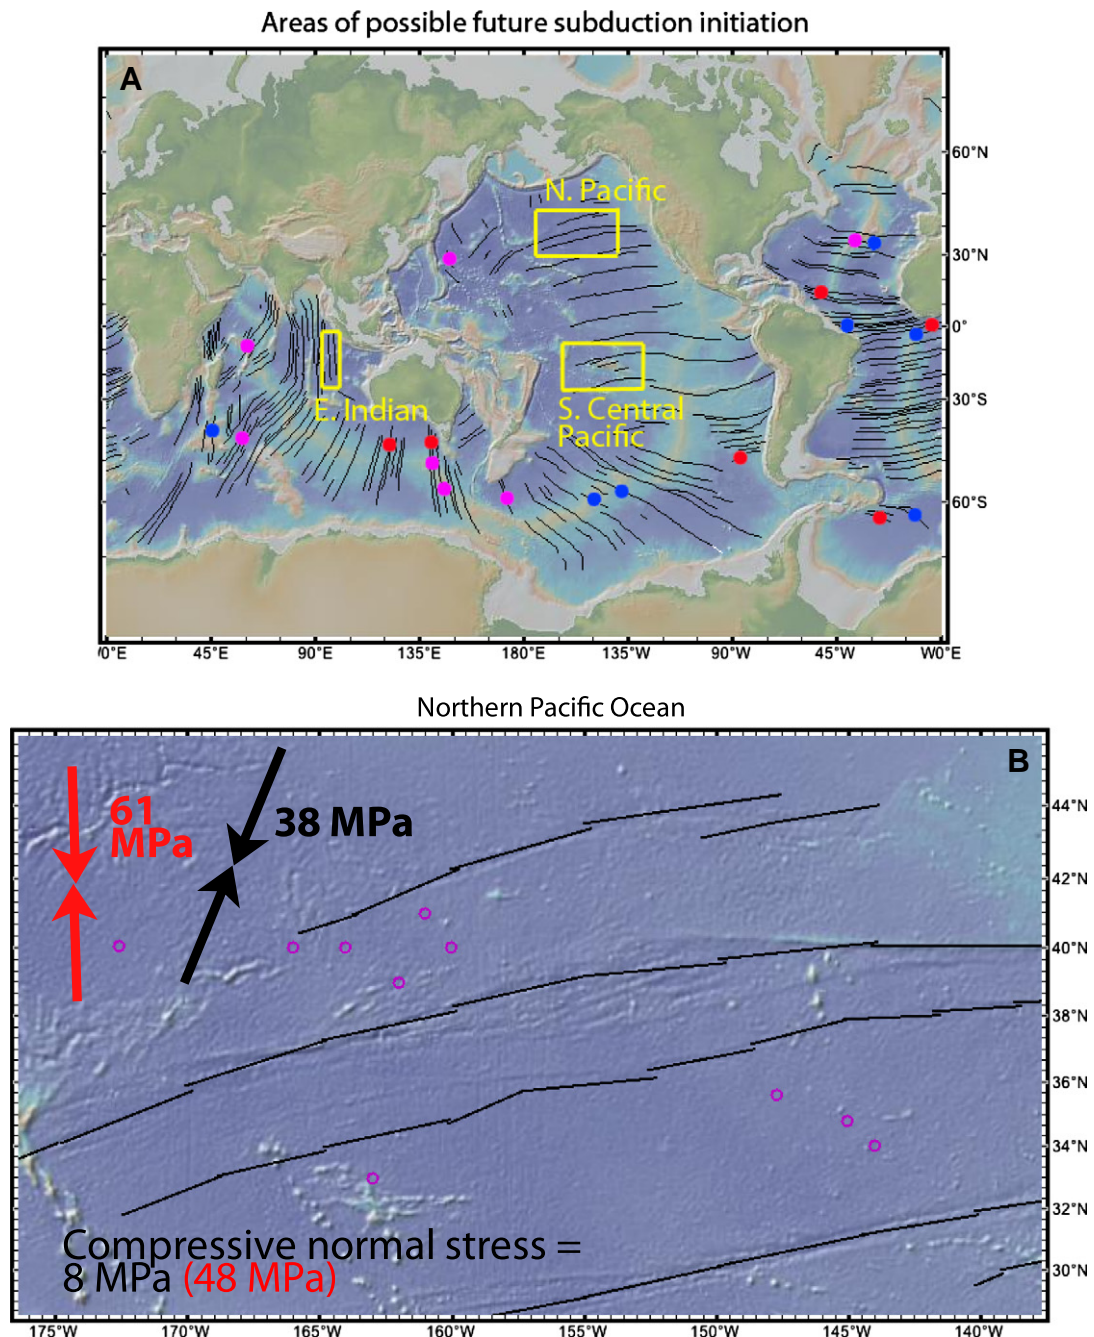 Areas of possible future subduction initiation
A
N. Pacific
60°N
30°N
0°
E. Indian
S. Central
Pacific
30°S
60°S
0°E 45°E 90°E 135°E 180°E 135°W 90°W 45°W W0°E
Northern Pacific Ocean
B
61
MPa
38 MPa
44°N
42°N
40°N
38°N
36°N
34°N
32°N
30°N
Compressive normal stress =
8 MPa (48 MPa)
175°W 170°W 165°W 160°W 155°W 150°W 145°W 140°W